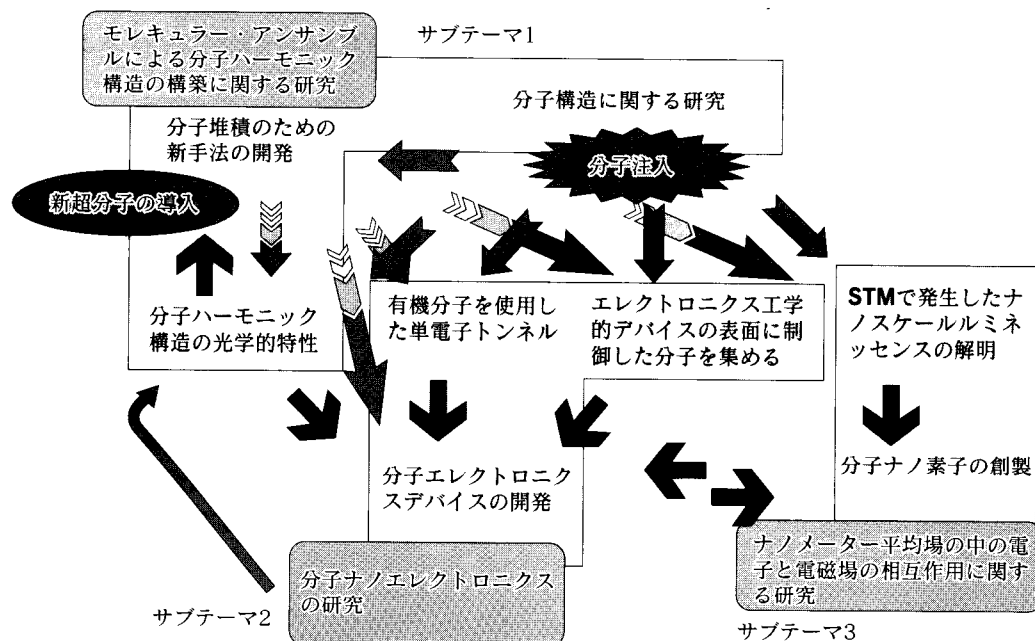 モレキュラー・アンサンブ
ルによる分子ハーモニック
構造の構築に関する研究
サブテーマ1
分子構造に関する研究
分子堆積のための
新手法の開発
分子注入
新超分子の導入
分子ハーモニック
構造の光学的特性
有機分子を使用し
た単電子トンネル
エレクトロニクス工学
的デバイスの表面に制
御した分子を集める
STMで発生したナ
ノスケールルミネ
ッセンスの解明
分子エレクトロニ
クスデバイスの開発
分子ナノ素子の創製
分子ナノエレクトロニクス
の研究
サブテーマ2
ナノメーター平均場の中の電
子と電磁場の相互作用に関す
る研究
サブテーマ3